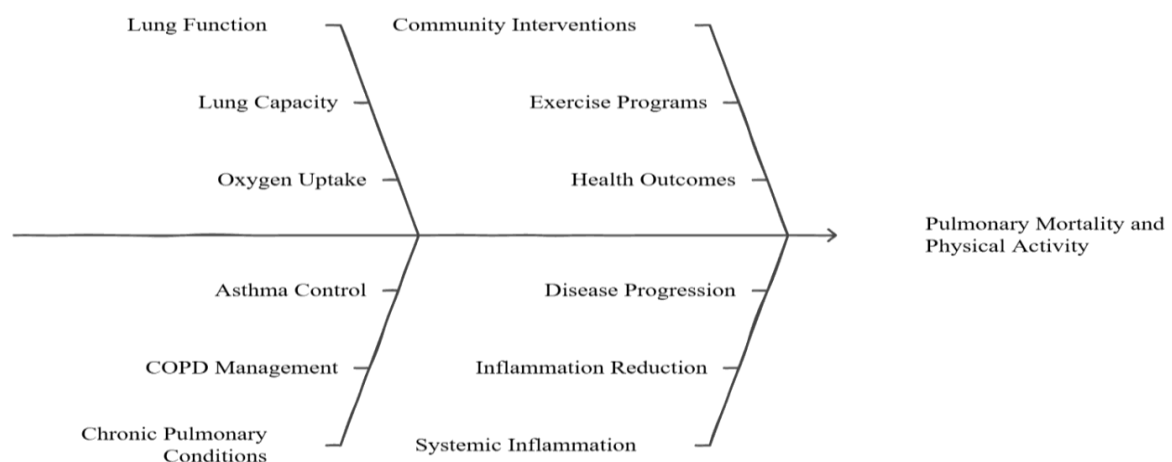 Lung Function
Community Interventions
Lung Capacity
Exercise Programs
Oxygen Uptake
Health Outcomes
Pulmonary Mortality and
Physical Activity
Asthma Control
Disease Progression
COPD Management
Inflammation Reduction
Chronic Pulmonary
Conditions
Systemic Inflammation